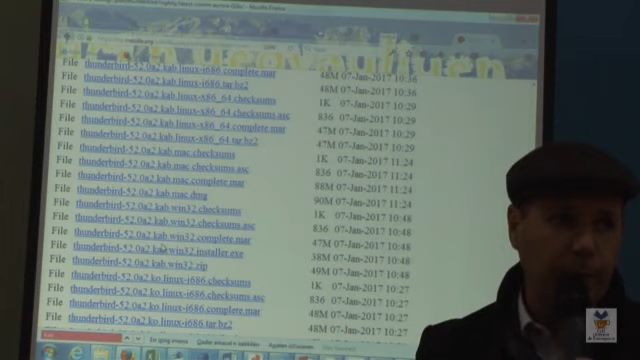 File thunderbird-52.0a2.kab.linux-i686.complete.mar 48M 07-Jan-2017 10:36
File thunderbird-52.0a2.kab.linux-i686.tar.bz2 48M 07-Jan-2017 10:36
File thunderbird-52.0a2.kab.linux-x86_64.checksums 1K 07-Jan-2017 10:29
File thunderbird-52.0a2.kab.linux-x86_64.checksums.asc 836 07-Jan-2017 10:29
File thunderbird-52.0a2.kab.linux-x86_64.complete.mar 47M 07-Jan-2017 10:29
File thunderbird-52.0a2.kab.linux-x86_64.tar.bz2 47M 07-Jan-2017 10:29
File thunderbird-52.0a2.kab.mac.checksums 1K 07-Jan-2017 11:24
File thunderbird-52.0a2.kab.mac.checksums.asc 836 07-Jan-2017 11:24
File thunderbird-52.0a2.kab.mac.complete.mar 88M 07-Jan-2017 11:24
File thunderbird-52.0a2.kab.mac.dmg 90M 07-Jan-2017 11:24
File thunderbird-52.0a2.kab.win32.checksums 1K 07-Jan-2017 10:48
File thunderbird-52.0a2.kab.win32.checksums.asc 836 07-Jan-2017 10:48
File thunderbird-52.0a2.kab.win32.complete.mar 47M 07-Jan-2017 10:48
File thunderbird-52.0a2.kab.win32.installer.exe 38M 07-Jan-2017 10:48
File thunderbird-52.0a2.kab.win32.zip 49M 07-Jan-2017 10:48
File thunderbird-52.0a2.ko.linux-i686.checksums 1K 07-Jan-2017 10:27
File thunderbird-52.0a2.ko.linux-i686.checksums.asc 836 07-Jan-2017 10:27
File thunderbird-52.0a2.ko.linux-i686.complete.mar 48M 07-Jan-2017 10:27
File thunderbird-52.0a2.ko.linux-i686.tar.bz2 48M 07-Jan-2017 10:27